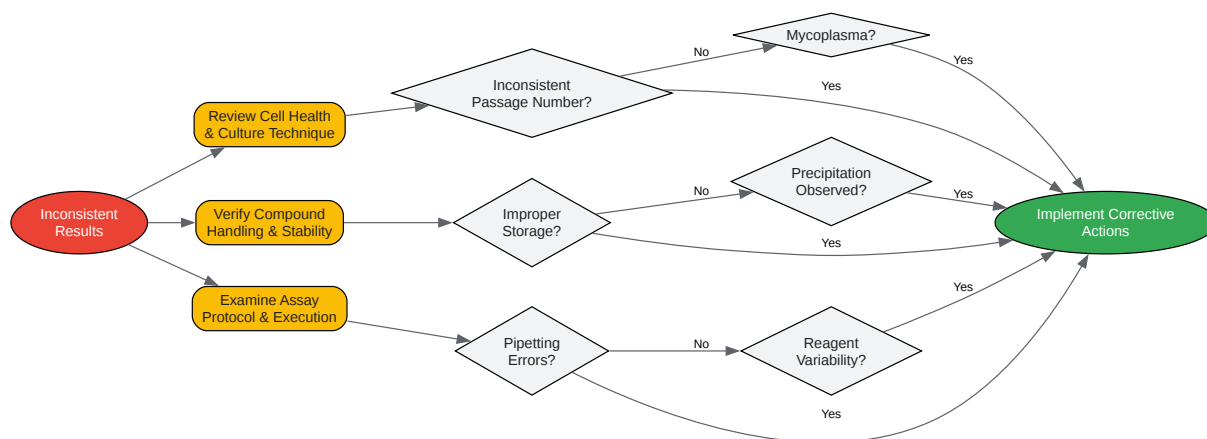 Mycoplasma?
No
Yes
Inconsistent
Passage Number?
Yes
Review Cell Health
& Culture Technique
Precipitation
Observed?
No
Yes
Inconsistent
Results
Verify Compound
Handling & Stability
Improper
Storage?
Implement Corrective
Actions
Yes
Yes
Examine Assay
Protocol & Execution
Pipetting
Errors?
No
Reagent
Variability?
Yes